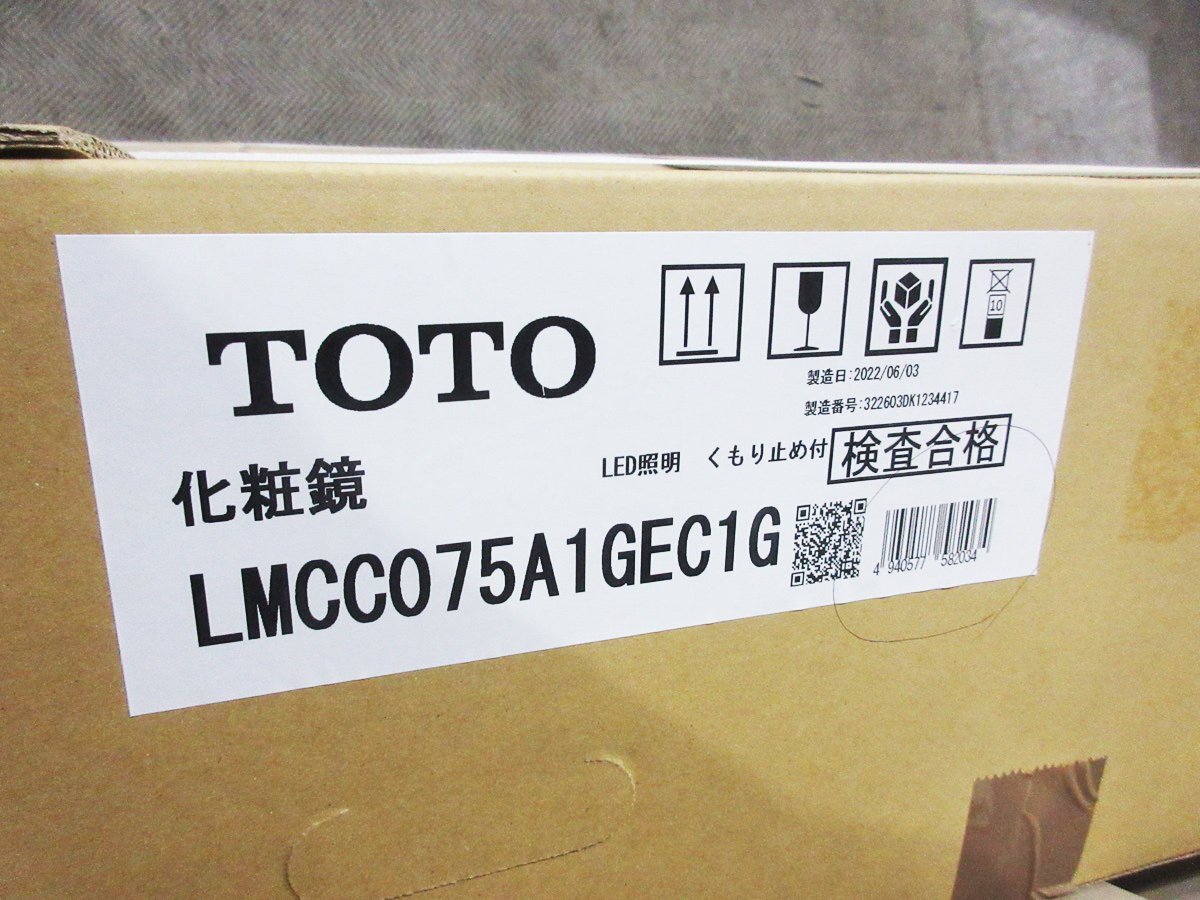 TOTO
10
製造日:2022/06/03
製造番号:322603DK1234417
化粧鏡
LED照明 くもり止め付
検査合格
LMCC075A1GEC1G
4 940577 582034